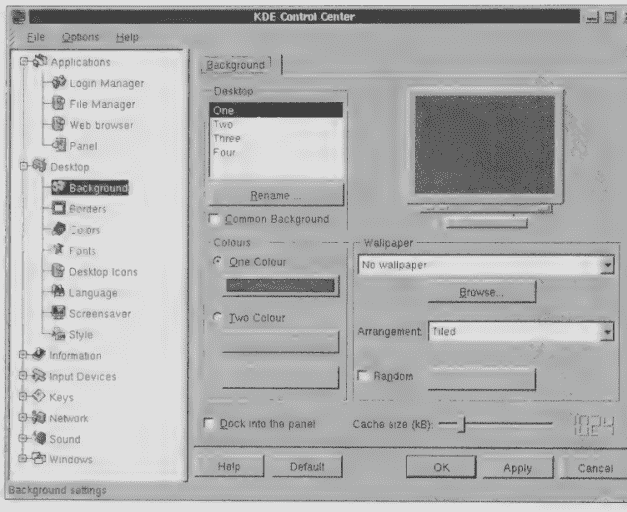 KDE Control Center
File Options Help
Applications
Login Manager
File Manager
Web browser
Panel
Desktop
Background
Borders
Colors
Fonts
Desktop Icons
Language
Screensaver
Style
Information
Input Devices
Keys
Network
Sound
Windows
Background
Desktop
One
Two
Three
Four
Rename ...
Common Background
Colours
One Colour
Two Colour
Wallpaper
No wallpaper
Browse...
Arrangement: Tiled
Random
Dock into the panel
Cache size (kB):
1024
Help
Default
OK
Apply
Cancel
Background settings